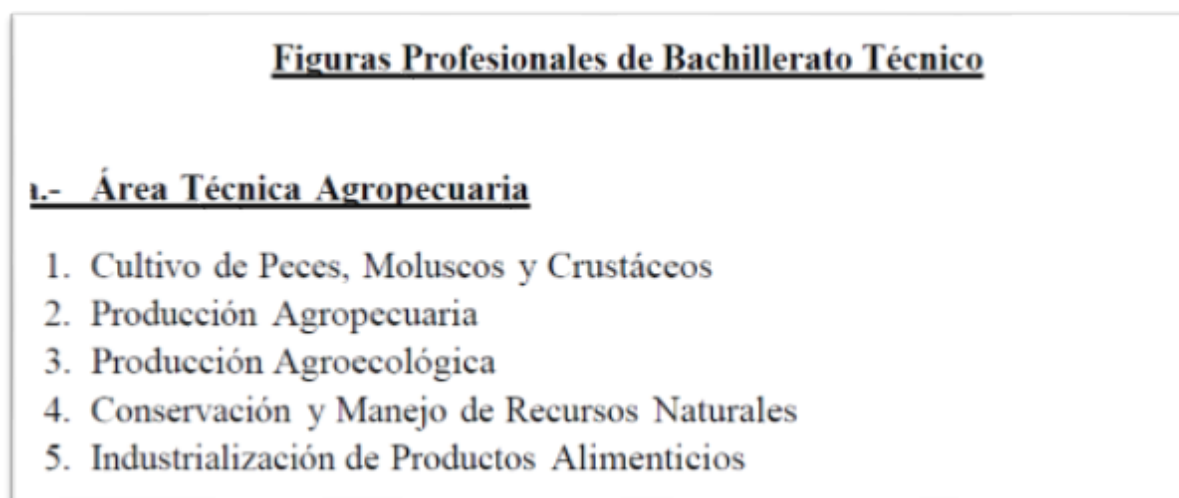 Figuras Profesionales de Bachillerato Técnico
.- Área Técnica Agropecuaria
1. Cultivo de Peces, Moluscos y Crustáceos
2. Producción Agropecuaria
3. Producción Agroecológica
4. Conservación y Manejo de Recursos Naturales
5. Industrialización de Productos Alimenticios